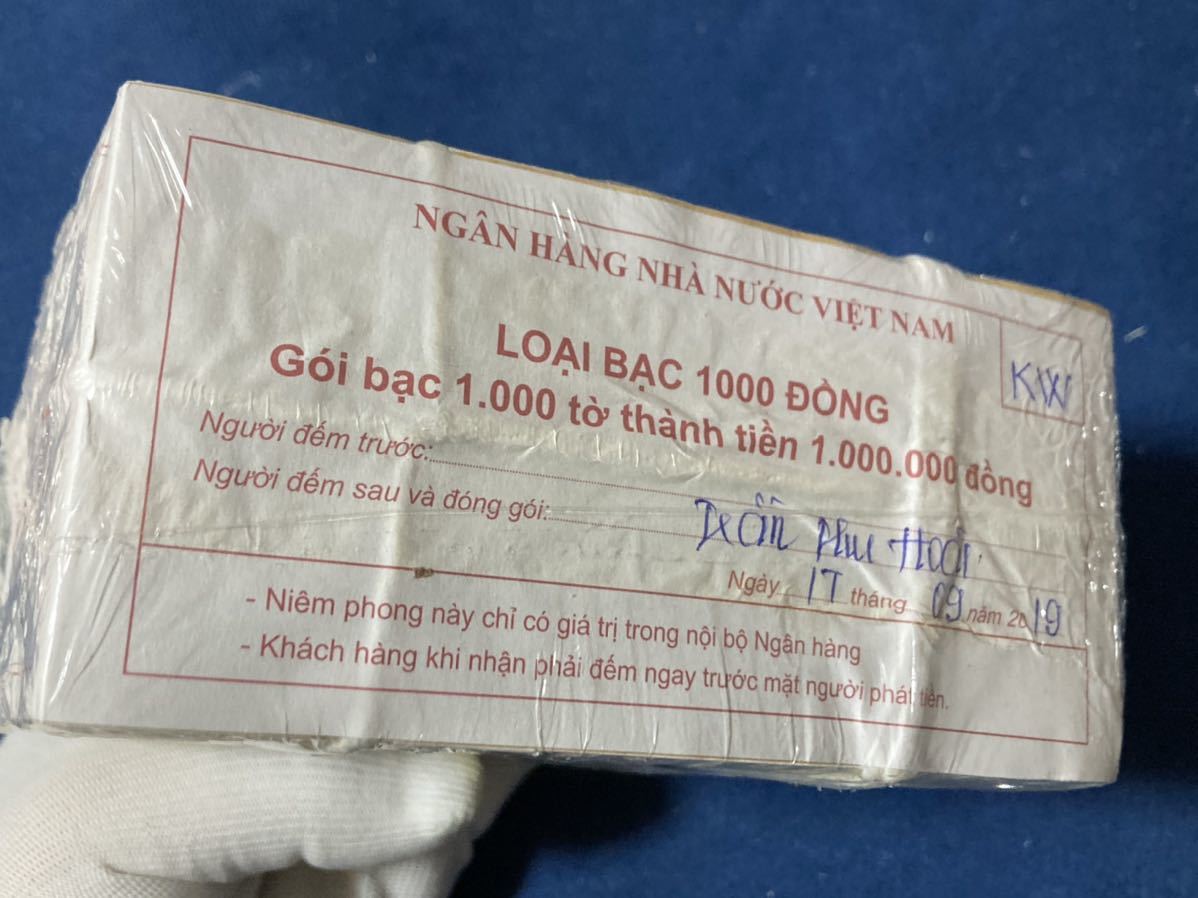 NGÂN HÀNG NHÀ NƯỚC VIỆT NAM
LOẠI BẠC 1000 ĐỒNG
Gói bạc 1.000 tờ thành tiền 1.000.000 đồng
Người đếm trước:
Người đếm sau và đóng gói: Trần
Ngày 17 tháng 09 năm 2019
- Niêm phong này chỉ có giá trị trong nội bộ Ngân hàng
- Khách hàng khi nhận phải đếm ngay trước mặt người phát tiền.